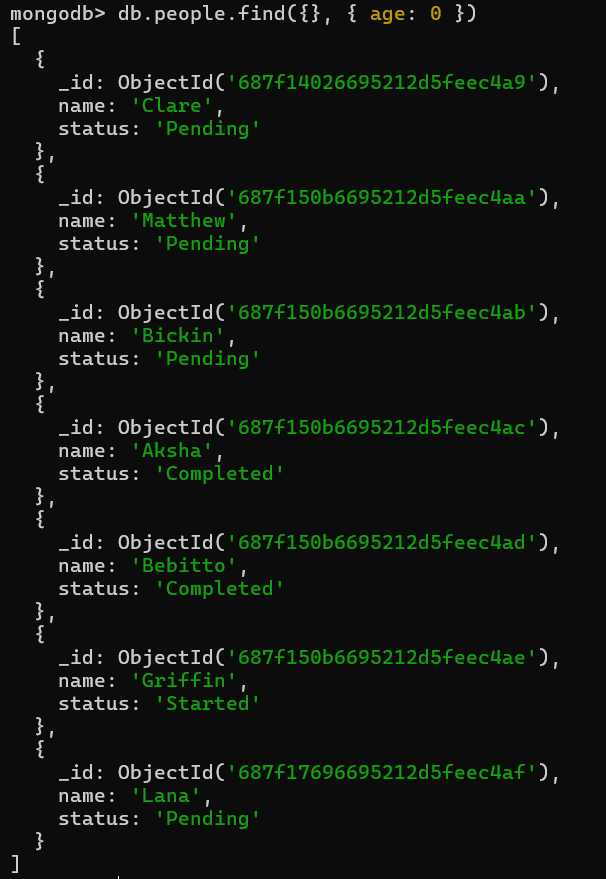 mongodb> db.people.find({}, { age: 0 })
[
  {
    _id: ObjectId('687f14026695212d5feec4a9'),
    name: 'Clare',
    status: 'Pending'
  },
  {
    _id: ObjectId('687f150b6695212d5feec4aa'),
    name: 'Matthew',
    status: 'Pending'
  },
  {
    _id: ObjectId('687f150b6695212d5feec4ab'),
    name: 'Bickin',
    status: 'Pending'
  },
  {
    _id: ObjectId('687f150b6695212d5feec4ac'),
    name: 'Aksha',
    status: 'Completed'
  },
  {
    _id: ObjectId('687f150b6695212d5feec4ad'),
    name: 'Bebitto',
    status: 'Completed'
  },
  {
    _id: ObjectId('687f150b6695212d5feec4ae'),
    name: 'Griffin',
    status: 'Started'
  },
  {
    _id: ObjectId('687f17696695212d5feec4af'),
    name: 'Lana',
    status: 'Pending'
  }
]